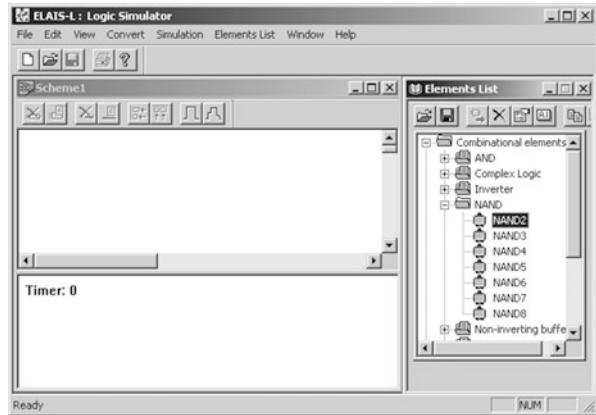 ELAIS-L : Logic Simulator
File Edit View Convert Simulation Elements List Window Help
Scheme1
Timer: 0
Elements List
Combinational elements
AND
Complex Logic
Inverter
NAND
NAND2
NAND3
NAND4
NAND5
NAND6
NAND7
NAND8
Non-inverting buffe
Ready
NUM